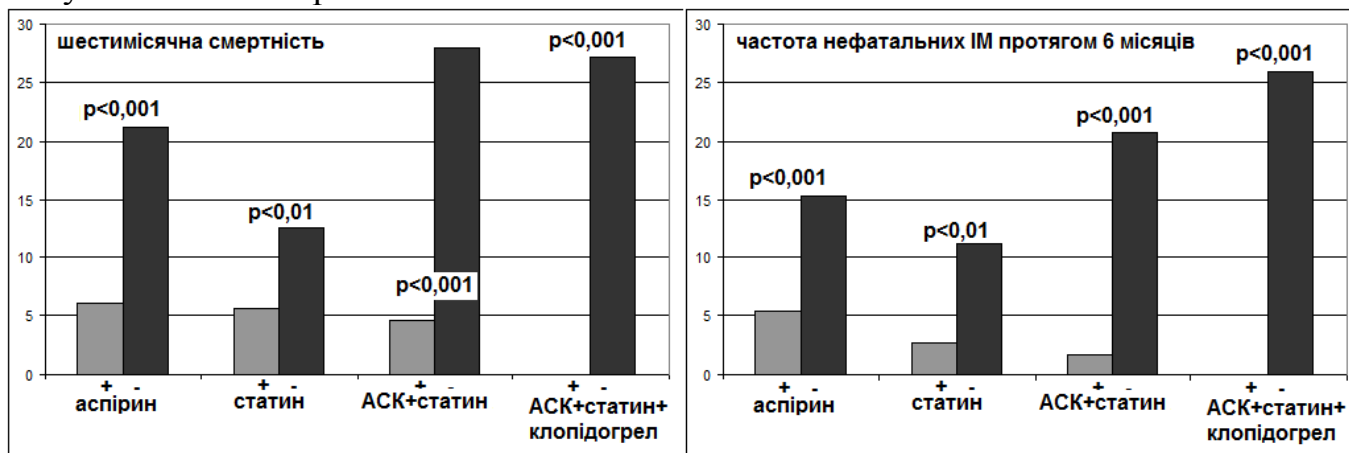 30
шестимісячна смертність
p<0,001
25
p<0,001
20
15
p<0,01
10
p<0,001
5
0
+ -
аспірин
+ -
статин
+ -
АСК+статин
+ -
АСК+статин+
клопідогрел
30
частота нефатальних ІМ протягом 6 місяців
p<0,001
25
p<0,001
20
p<0,001
15
p<0,01
10
5
0
+ -
аспірин
+ -
статин
+ -
АСК+статин
+ -
АСК+статин+
клопідогрел